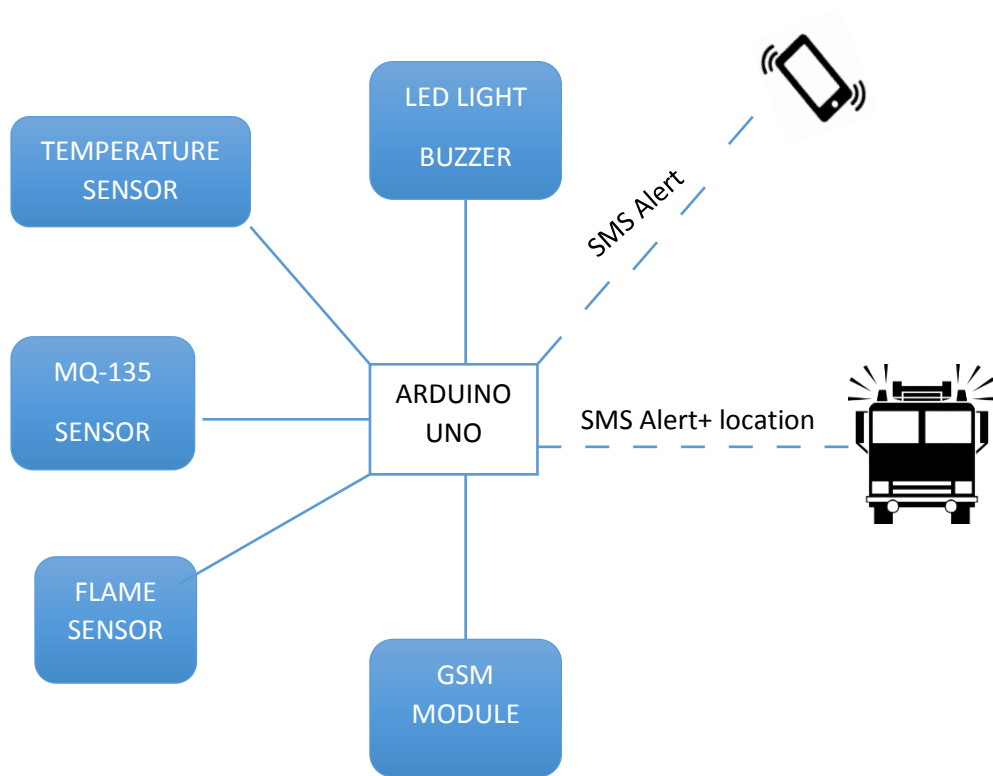 LED LIGHT
BUZZER
TEMPERATURE
SENSOR
SMS Alert
MQ-135
SENSOR
ARDUINO
UNO
SMS Alert+ location
FLAME
SENSOR
GSM
MODULE